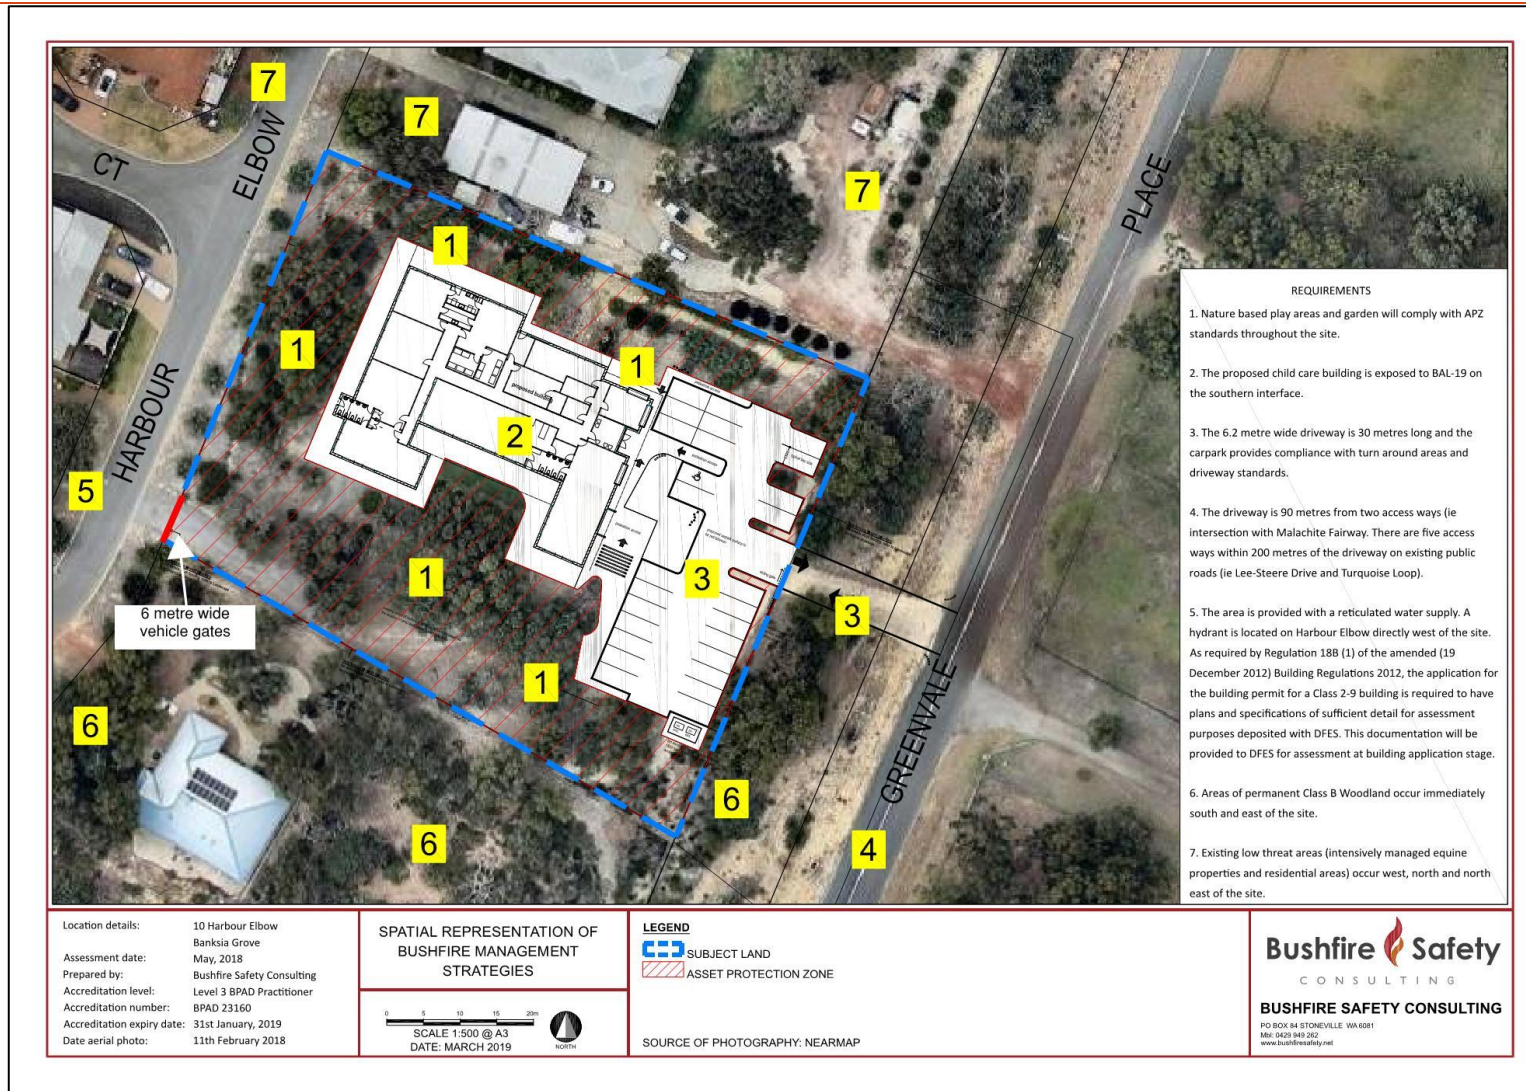 7
7
CT
ELBOW
7
PLACE
1
1
1
HARBOUR
proposed building
2
5
1
3
3
6 metre wide
vehicle gates
1
6
6
6
GREENVALE
4
REQUIREMENTS
1. Nature based play areas and garden will comply with APZ
standards throughout the site.
2. The proposed child care building is exposed to BAL-19 on
the southern interface.
3. The 6.2 metre wide driveway is 30 metres long and the
carpark provides compliance with turn around areas and
driveway standards.
4. The driveway is 90 metres from two access ways (ie
intersection with Malachite Fairway. There are five access
ways within 200 metres of the driveway on existing public
roads (ie Lee-Steere Drive and Turquoise Loop).
5. The area is provided with a reticulated water supply. A
hydrant is located on Harbour Elbow directly west of the site.
As required by Regulation 18B (1) of the amended (19
December 2012) Building Regulations 2012, the application for
the building permit for a Class 2-9 building is required to have
plans and specifications of sufficient detail for assessment
purposes deposited with DFES. This documentation will be
provided to DFES for assessment at building application stage.
6. Areas of permanent Class B Woodland occur immediately
south and east of the site.
7. Existing low threat areas (intensively managed equine
properties and residential areas) occur west, north and north
east of the site.
Location details: 10 Harbour Elbow
Banksia Grove
Assessment date: May, 2018
Prepared by: Bushfire Safety Consulting
Accreditation level: Level 3 BPAD Practitioner
Accreditation number: BPAD 23160
Accreditation expiry date: 31st January, 2019
Date aerial photo: 11th February 2018
SPATIAL REPRESENTATION OF
BUSHFIRE MANAGEMENT
STRATEGIES
0 5 10 15 20m
SCALE 1:500 @ A3
DATE: MARCH 2019
NORTH
LEGEND
SUBJECT LAND
ASSET PROTECTION ZONE
SOURCE OF PHOTOGRAPHY: NEARMAP
Bushfire Safety
CONSULTING
BUSHFIRE SAFETY CONSULTING
PO BOX 84 STONEVILLE WA 6081
Mbl: 0429 949 262
www.bushfiresafety.net